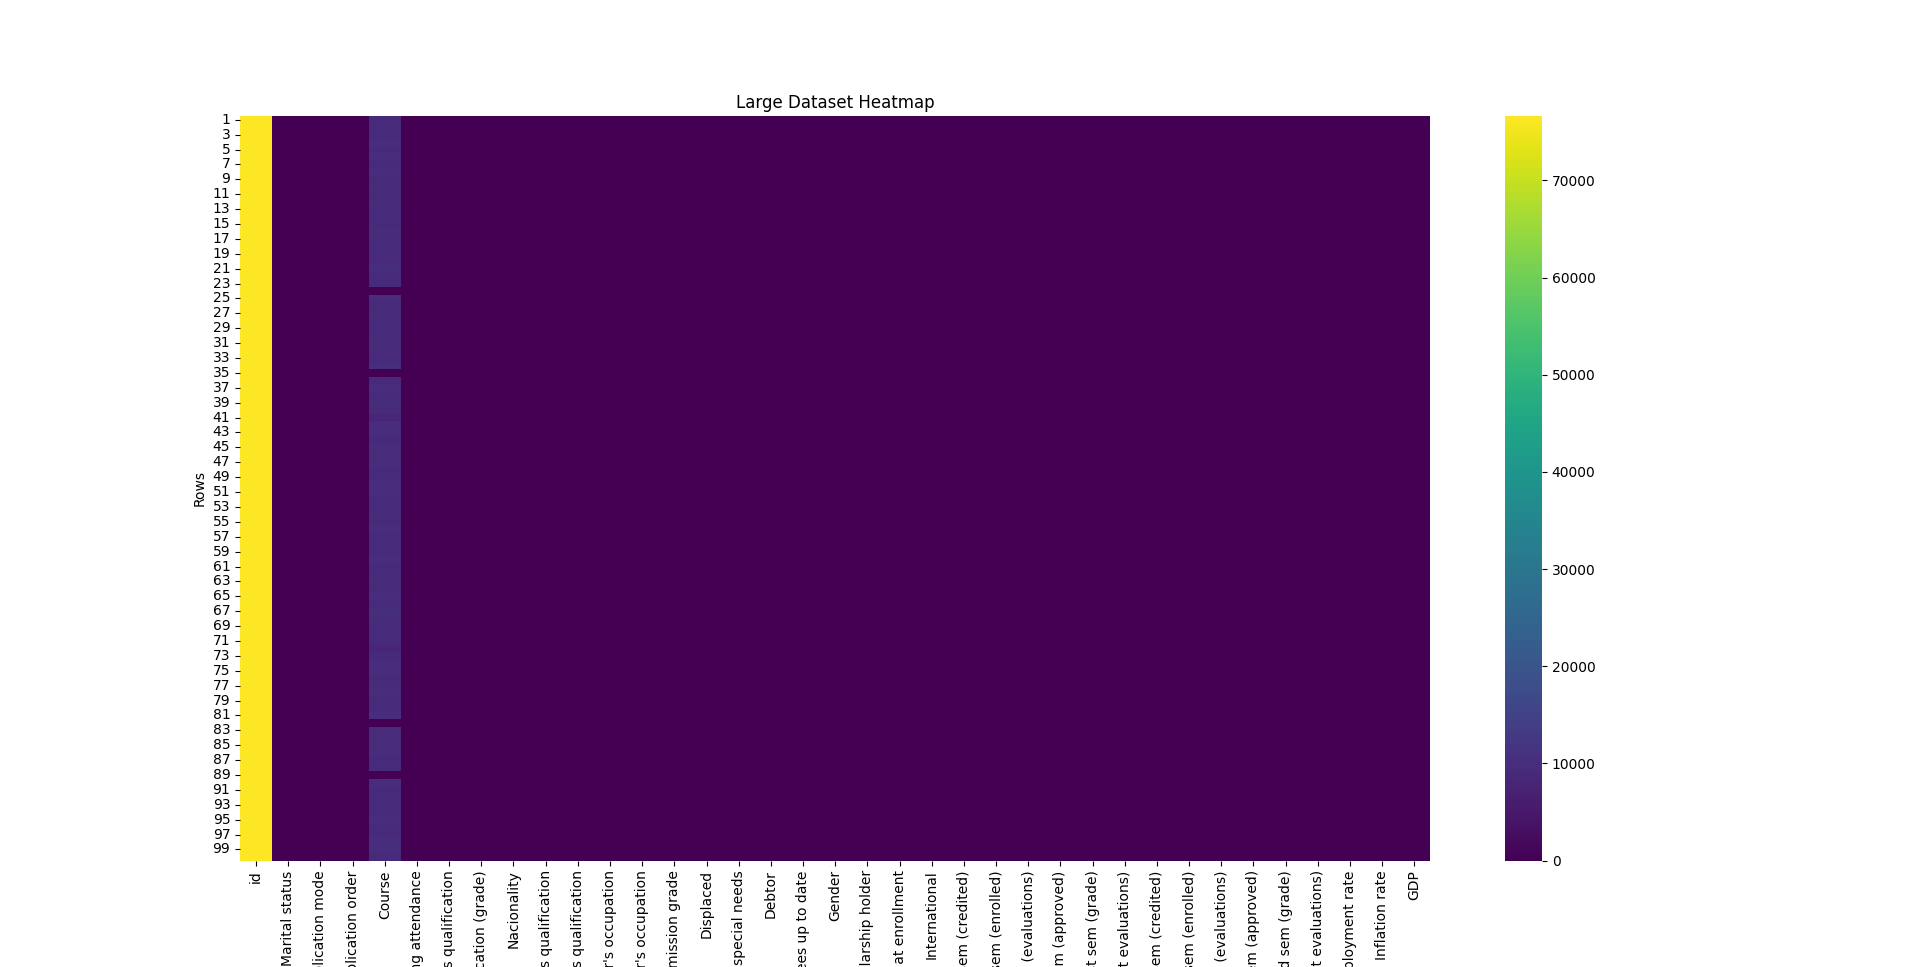 Large Dataset Heatmap
Rows
1
3
5
7
9
11
13
15
17
19
21
23
25
27
29
31
33
35
37
39
41
43
45
47
49
51
53
55
57
59
61
63
65
67
69
71
73
75
77
79
81
83
85
87
89
91
93
95
97
99
id
Marital status
lication mode
lication order
Course
ng attendance
s qualification
cation (grade)
Nacionality
s qualification
s qualification
r's occupation
r's occupation
mission grade
Displaced
special needs
Debtor
ees up to date
Gender
larship holder
at enrollment
International
em (credited)
sem (enrolled)
(evaluations)
m (approved)
t sem (grade)
t evaluations)
em (credited)
sem (enrolled)
(evaluations)
em (approved)
d sem (grade)
t evaluations)
ployment rate
Inflation rate
GDP
70000
60000
50000
40000
30000
20000
10000
0